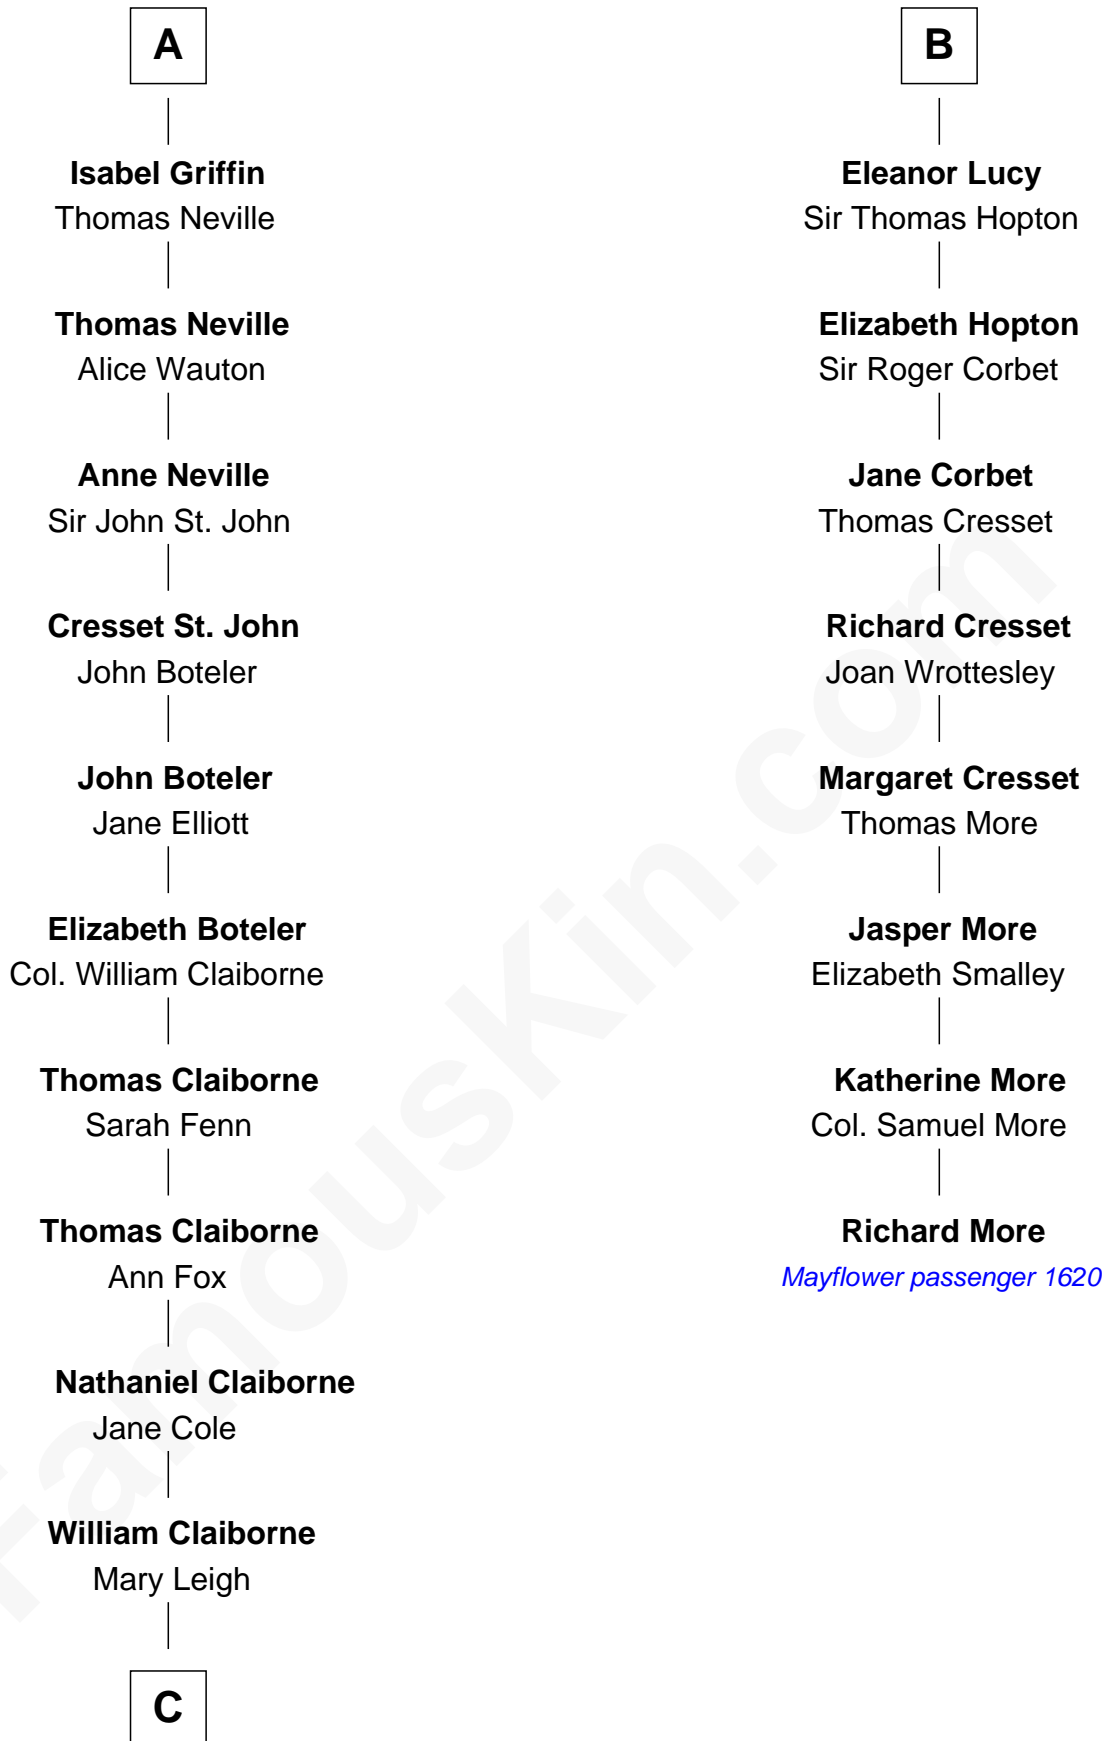 A
Isabel Griffin
Thomas Neville
Thomas Neville
Alice Wauton
Anne Neville
Sir John St. John
Cresset St. John
John Boteler
John Boteler
Jane Elliott
Elizabeth Boteler
Col. William Claiborne
Thomas Claiborne
Sarah Fenn
Thomas Claiborne
Ann Fox
Nathaniel Claiborne
Jane Cole
William Claiborne
Mary Leigh
C
B
Eleanor Lucy
Sir Thomas Hopton
Elizabeth Hopton
Sir Roger Corbet
Jane Corbet
Thomas Cresset
Richard Cresset
Joan Wrottesley
Margaret Cresset
Thomas More
Jasper More
Elizabeth Smalley
Katherine More
Col. Samuel More
Richard More
Mayflower passenger 1620
FamousKin.com